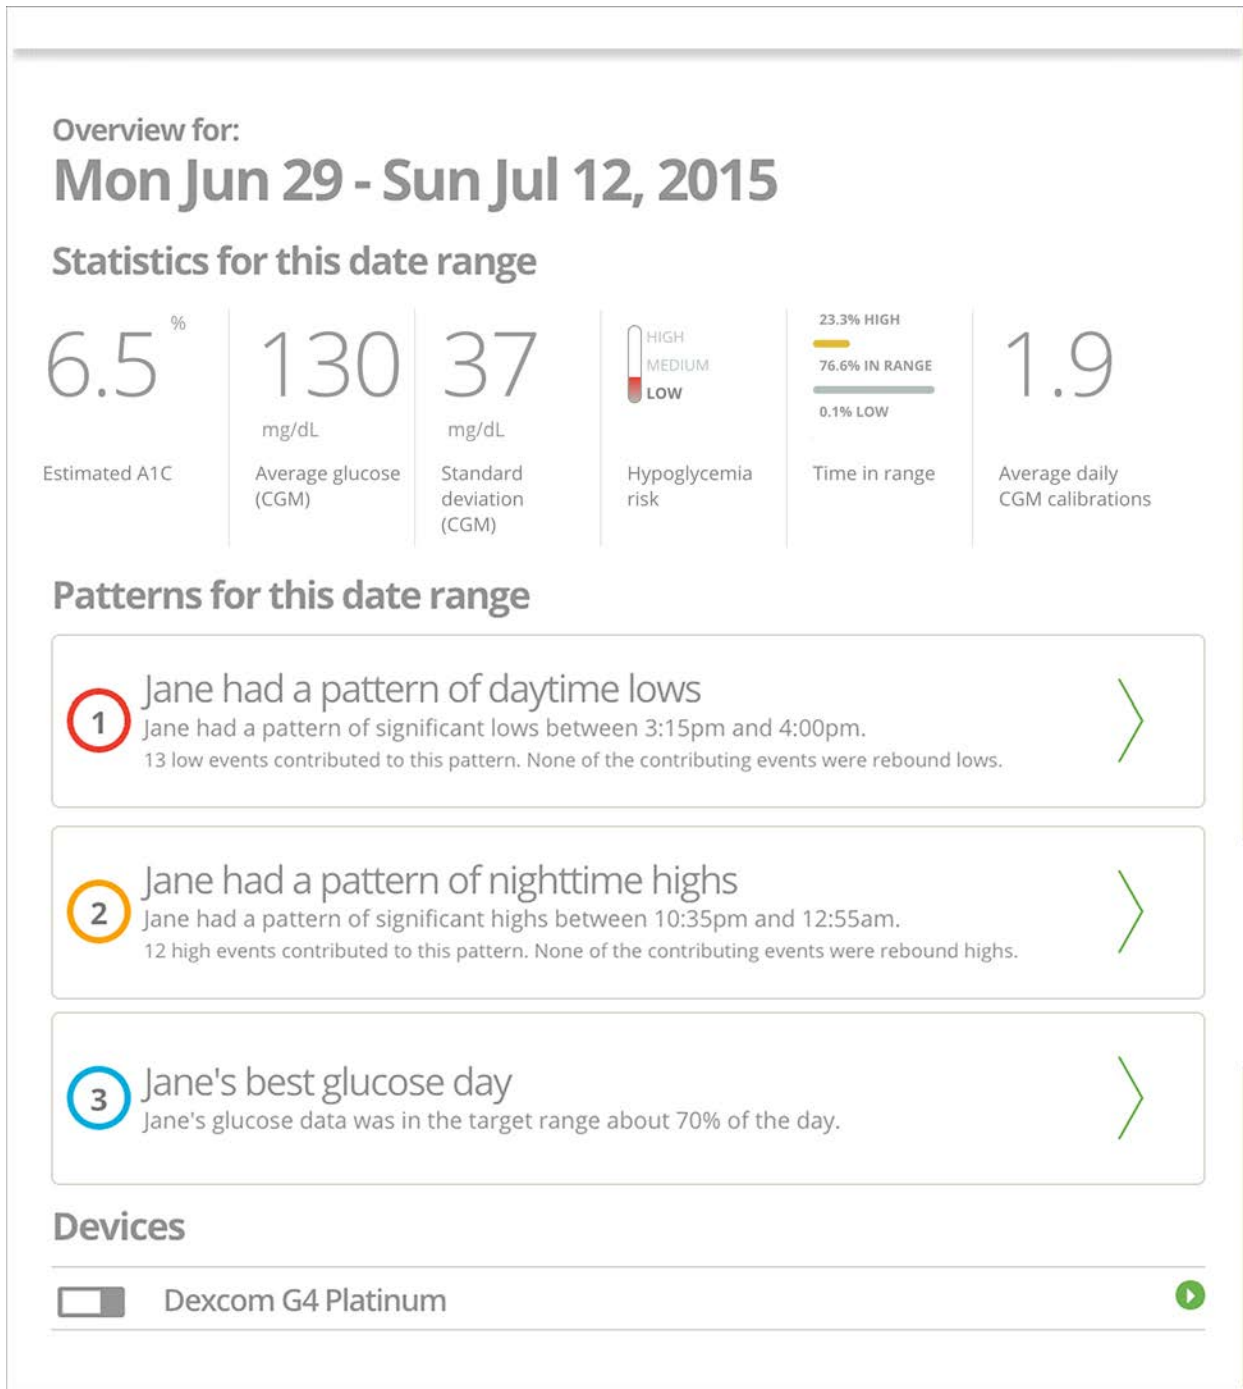 Overview for:
Mon Jun 29 - Sun Jul 12, 2015
Statistics for this date range
6.5 %
Estimated A1C
130
mg/dL
Average glucose
(CGM)
37
mg/dL
Standard
deviation
(CGM)
HIGH
MEDIUM
LOW
Hypoglycemia
risk
23.3% HIGH
76.6% IN RANGE
0.1% LOW
Time in range
1.9
Average daily
CGM calibrations
Patterns for this date range
1
Jane had a pattern of daytime lows
Jane had a pattern of significant lows between 3:15pm and 4:00pm.
13 low events contributed to this pattern. None of the contributing events were rebound lows.
2
Jane had a pattern of nighttime highs
Jane had a pattern of significant highs between 10:35pm and 12:55am.
12 high events contributed to this pattern. None of the contributing events were rebound highs.
3
Jane's best glucose day
Jane's glucose data was in the target range about 70% of the day.
Devices
Dexcom G4 Platinum